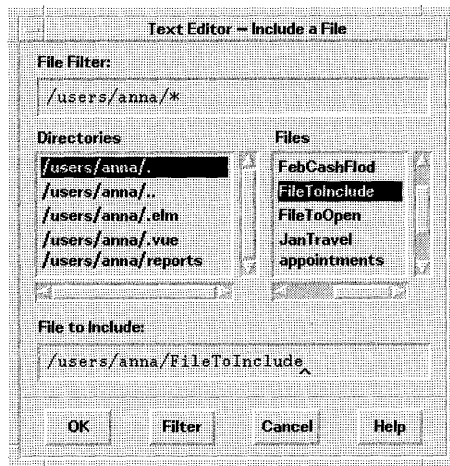 Text Editor – Include a File
File Filter:
/users/anna/*
Directories
/users/anna/.
/users/anna/..
/users/anna/.elm
/users/anna/.vue
/users/anna/reports
Files
FebCashFlod
FileToInclude
FileToOpen
JanTravel
appointments
File to Include:
/users/anna/FileToInclude
OK Filter Cancel Help